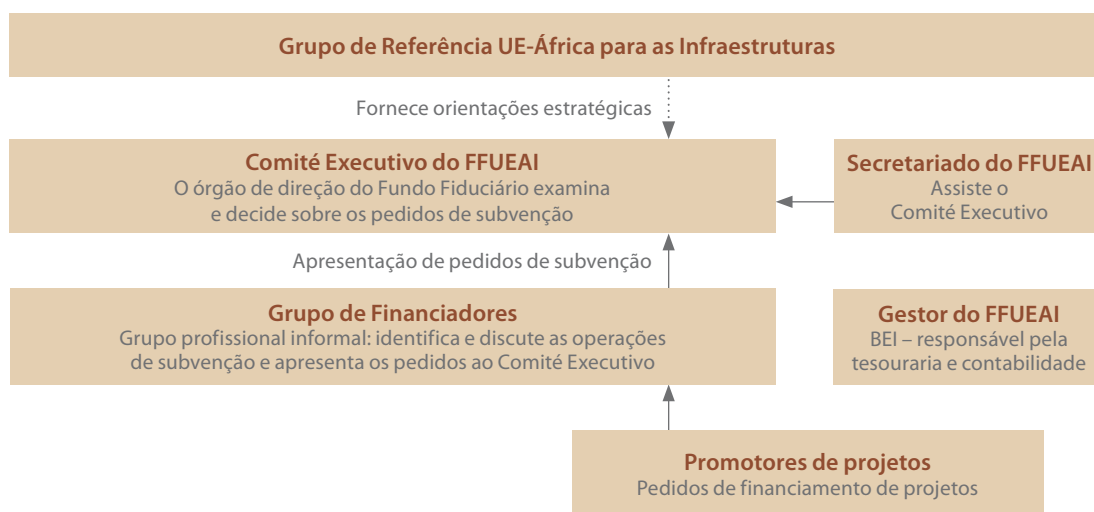 Grupo de Referência UE-África para as Infraestruturas
Fornece orientações estratégicas
Comité Executivo do FFUEAI
O órgão de direção do Fundo Fiduciário examina
e decide sobre os pedidos de subvenção
Secretariado do FFUEAI
Assiste o
Comité Executivo
Apresentação de pedidos de subvenção
Grupo de Financiadores
Grupo profissional informal: identifica e discute as operações
de subvenção e apresenta os pedidos ao Comité Executivo
Gestor do FFUEAI
BEI – responsável pela
tesouraria e contabilidade
Promotores de projetos
Pedidos de financiamento de projetos